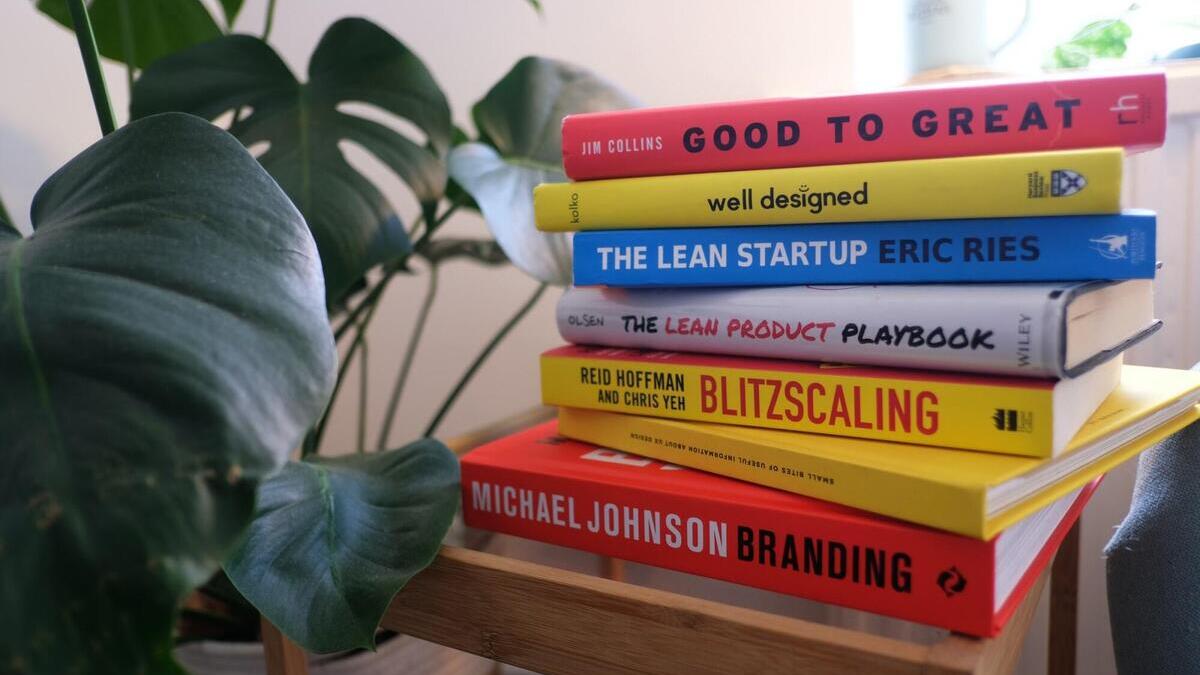 JIM COLLINS GOOD TO GREAT rh
kolko well designed
THE LEAN STARTUP ERIC RIES
OLSEN THE LEAN PRODUCT PLAYBOOK WILEY
REID HOFFMAN
AND CHRIS YEH
BLITZSCALING
SMALL BITES OF USEFUL INFORMATION ABOUT UX DESIGN
MICHAEL JOHNSON BRANDING